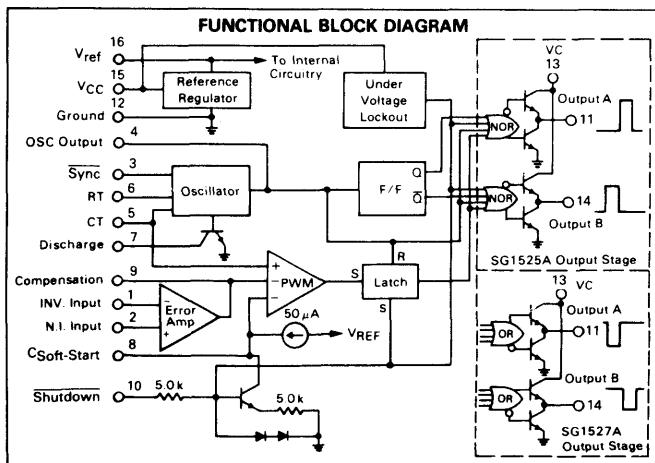 FUNCTIONAL BLOCK DIAGRAM
Vref 16
To Internal Circuitry
VCC 15
Reference Regulator
Ground 12
Under Voltage Lockout
OSC Output 4
Sync 3
RT 6
CT 5
Discharge 7
Oscillator
F/F
Q
Q
Compensation 9
INV. Input 1
N.I. Input 2
CSoft-Start 8
Error Amp
-
+
+
-
-
PWM
S
R
Latch
S
50 µA
VREF
Shutdown 10
5.0 k
5.0 k
VC
13
NOR
Output A
11
NOR
14
Output B
SG1525A Output Stage
13 VC
Output A
OR
11
Output B
OR
14
SG1527A
Output Stage